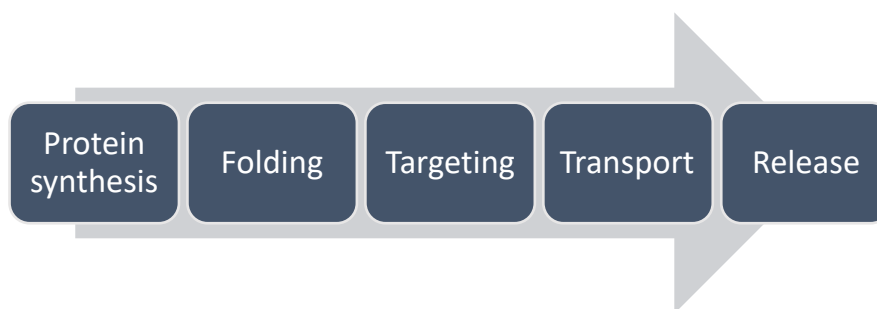 Protein
synthesis
Folding
Targeting
Transport
Release